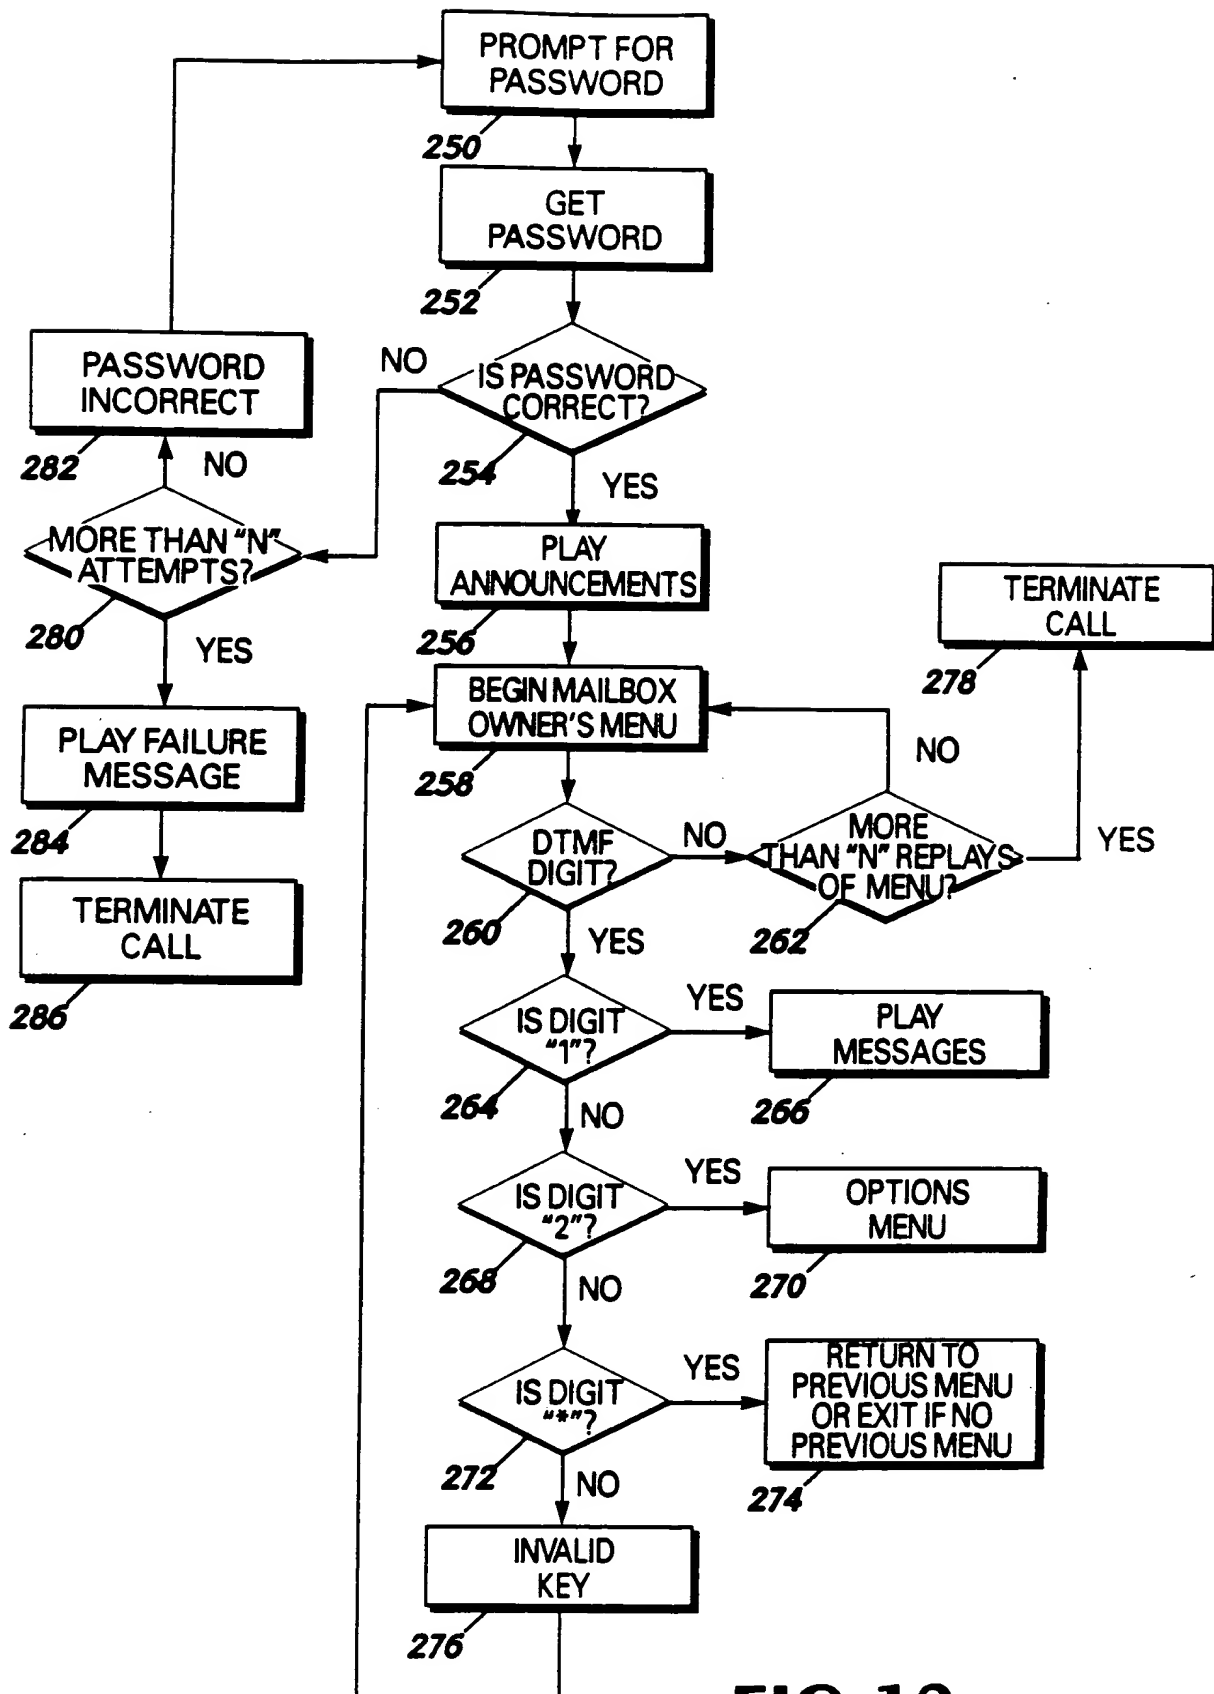 PROMPT FOR
PASSWORD
250
GET
PASSWORD
252
IS PASSWORD
CORRECT?
254
NO
YES
PASSWORD
INCORRECT
282
NO
MORE THAN "N"
ATTEMPTS?
280
YES
PLAY FAILURE
MESSAGE
284
TERMINATE
CALL
286
PLAY
ANNOUNCEMENTS
256
BEGIN MAILBOX
OWNER'S MENU
258
DTMF
DIGIT?
260
NO
YES
MORE
THAN "N" REPLAYS
OF MENU?
262
NO
YES
TERMINATE
CALL
278
IS DIGIT
"1"?
264
YES
NO
PLAY
MESSAGES
266
IS DIGIT
"2"?
268
YES
NO
OPTIONS
MENU
270
IS DIGIT
"*"?
272
YES
NO
RETURN TO
PREVIOUS MENU
OR EXIT IF NO
PREVIOUS MENU
274
INVALID
KEY
276